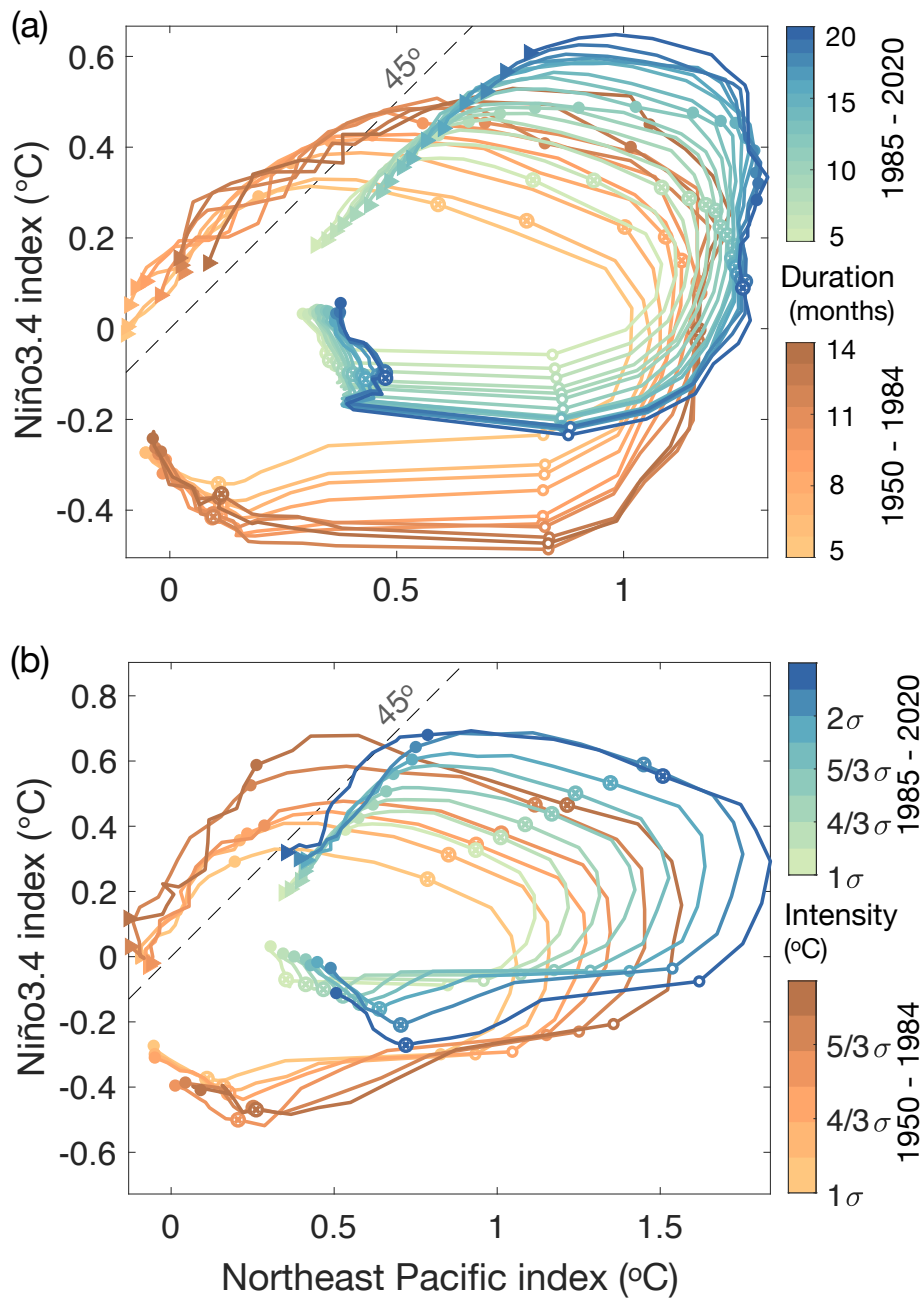 (a)
0.6
0.4
0.2
0
-0.2
-0.4
Niño3.4 index (°C)
45°
0
0.5
1
20
15
10
5
1985 - 2020
Duration
(months)
14
11
8
5
1950 - 1984
(b)
0.8
0.6
0.4
0.2
0
-0.2
-0.4
-0.6
Niño3.4 index (°C)
45°
0
0.5
1
1.5
Northeast Pacific index (°C)
2σ
5/3σ
4/3σ
1σ
1985 - 2020
Intensity
(°C)
5/3σ
4/3σ
1σ
1950 - 1984